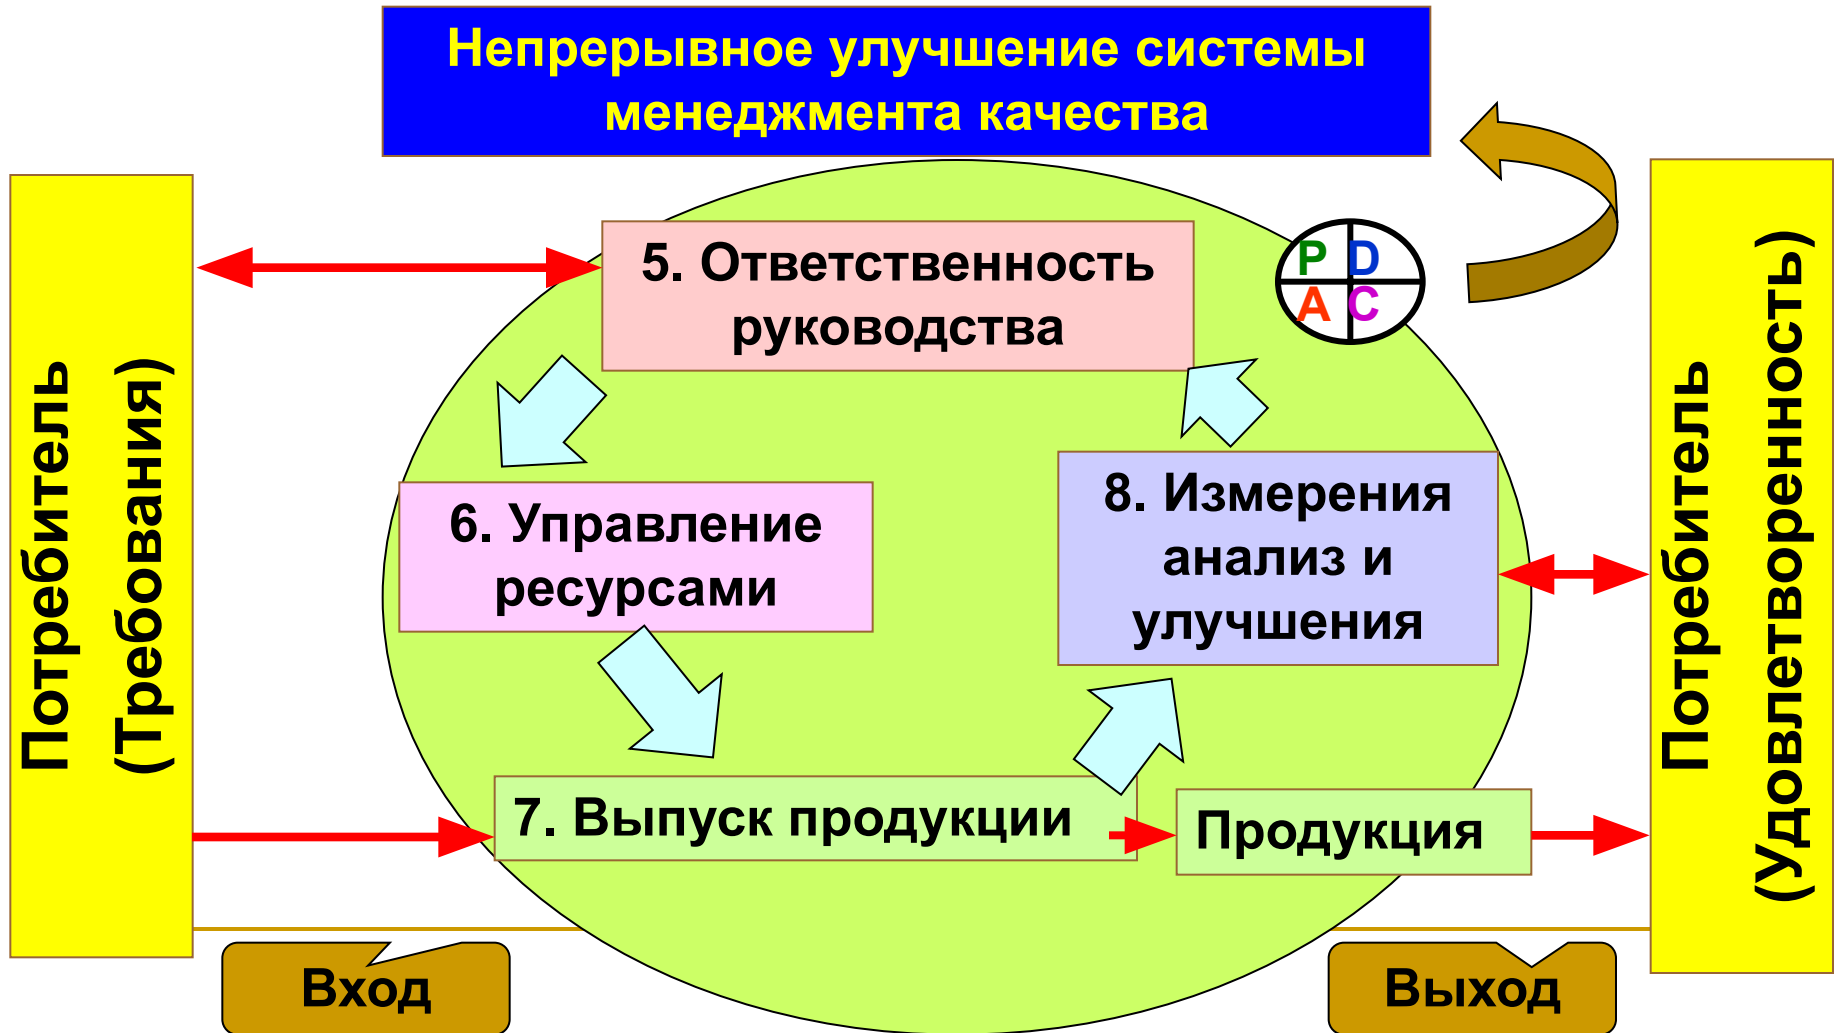 Непрерывное улучшение системы
менеджмента качества
Потребитель
(Требования)
5. Ответственность
руководства
P D
A C
6. Управление
ресурсами
8. Измерения
анализ и
улучшения
7. Выпуск продукции
Продукция
Потребитель
(Удовлетворенность)
Вход
Выход